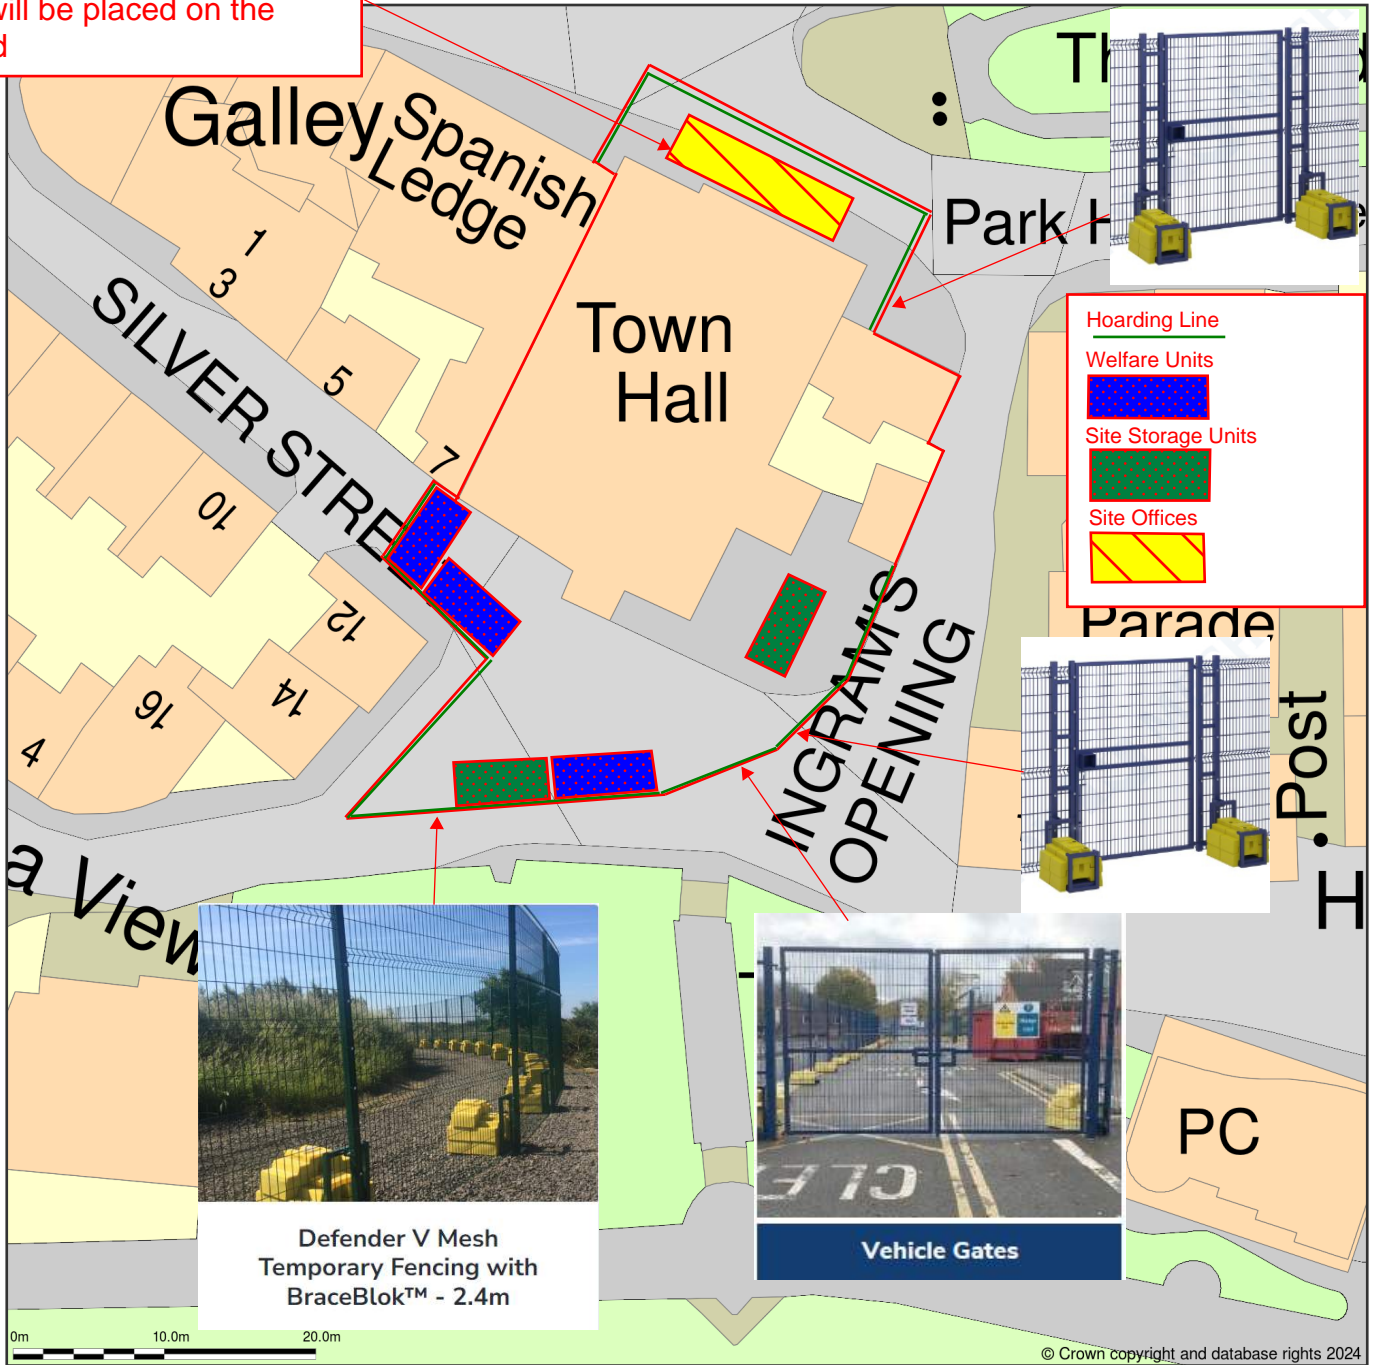 will be placed on the
Galley
Spanish
Ledge
1
3
5
7
SILVER STRE
10
12
14
16
4
Town
Hall
Park H
Hoarding Line
Welfare Units
Site Storage Units
Site Offices
Parade
INGRAM'S
OPENING
Post
H
a View
PC
Defender V Mesh
Temporary Fencing with
BraceBlok™ - 2.4m
CLE
Vehicle Gates
0m 10.0m 20.0m
© Crown copyright and database rights 2024